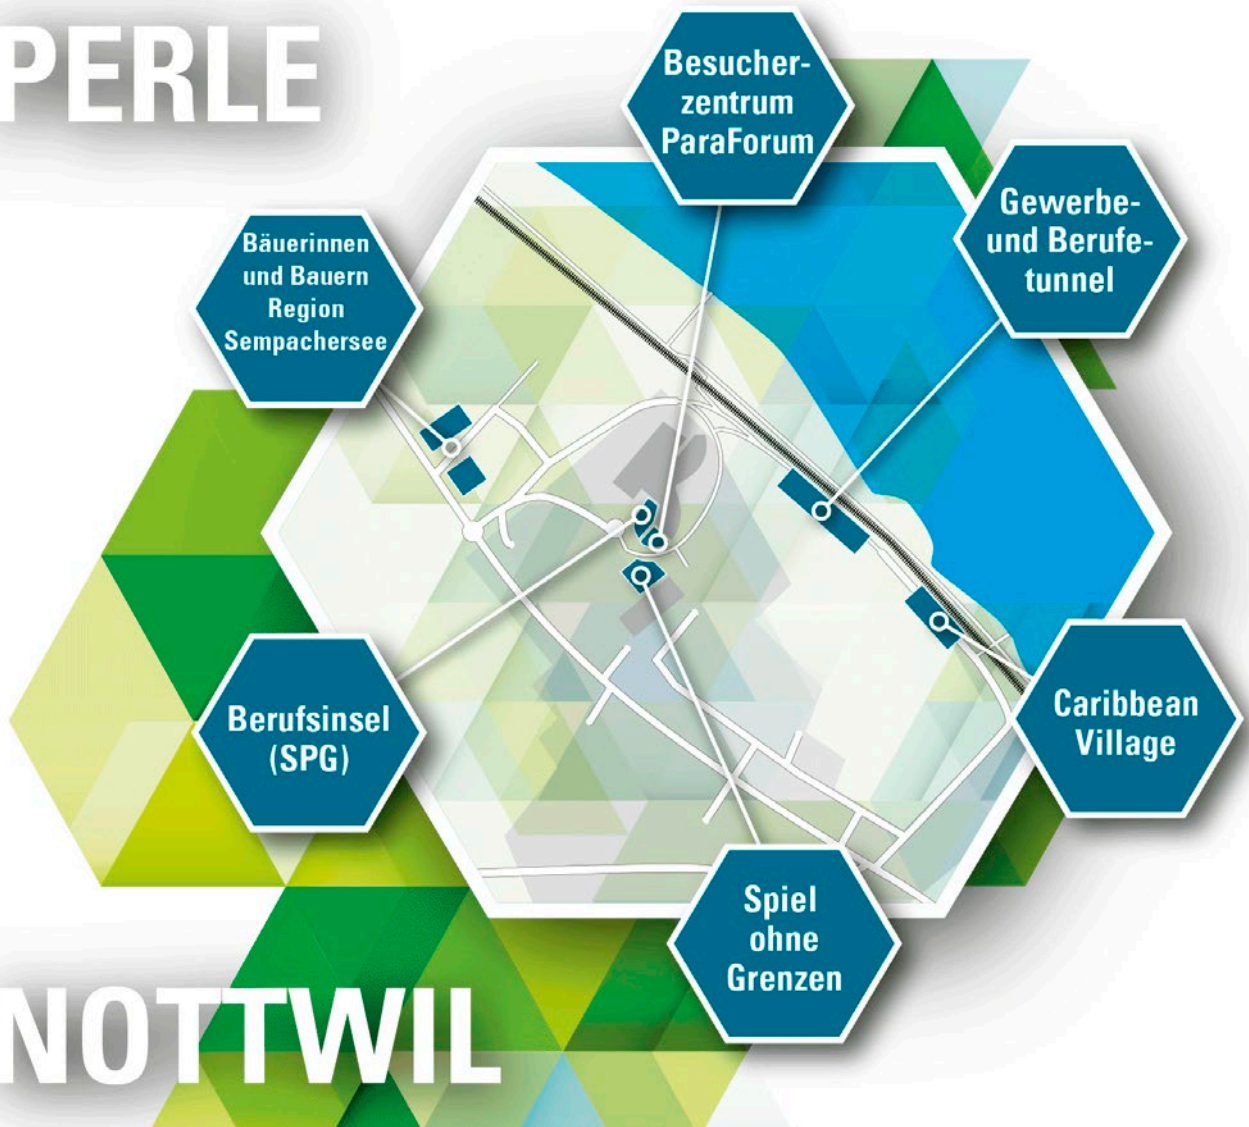 PERLE
Besucher-
zentrum
ParaForum
Gewerbe-
und Berufe-
tunnel
Bäuerinnen
und Bauern
Region
Sempachersee
Berufsinsel
(SPG)
Caribbean
Village
Spiel
ohne
Grenzen
NOTTWIL